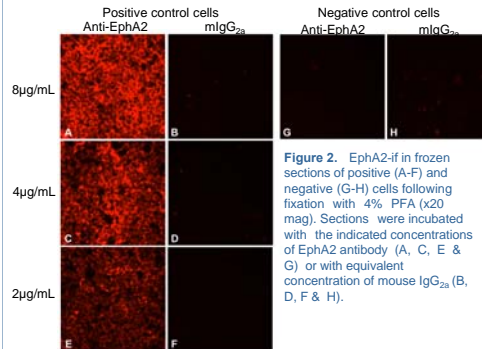 Positive control cells
Negative control cells
Anti-EphA2
mIgG2a
Anti-EphA2
mIgG2a
8µg/mL
A
B
G
H
4µg/mL
C
D
2µg/mL
E
F
Figure 2. EphA2-if in frozen
sections of positive (A-F) and
negative (G-H) cells following
fixation with 4% PFA (x20
mag). Sections were incubated
with the indicated concentrations
of EphA2 antibody (A, C, E &
G) or with equivalent
concentration of mouse IgG2a (B,
D, F & H).